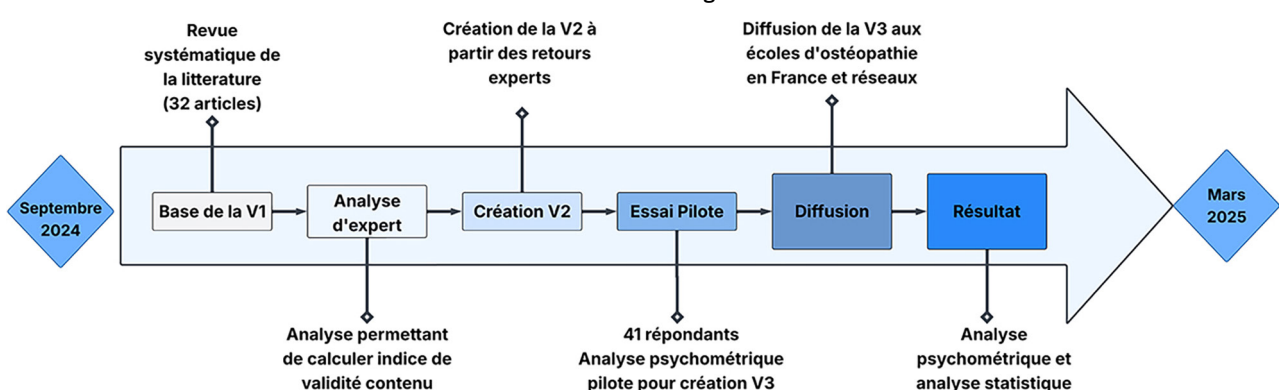 Revue
systématique de
la litterature
(32 articles)
Création de la V2 à
partir des retours
experts
Diffusion de la V3 aux
écoles d'ostéopathie
en France et réseaux
Septembre
2024
Base de la V1
Analyse
d'expert
Création V2
Essai Pilote
Diffusion
Résultat
Mars
2025
Analyse permettant
de calculer indice de
validité contenu
41 répondants
Analyse psychométrique
pilote pour création V3
Analyse
psychométrique et
analyse statistique